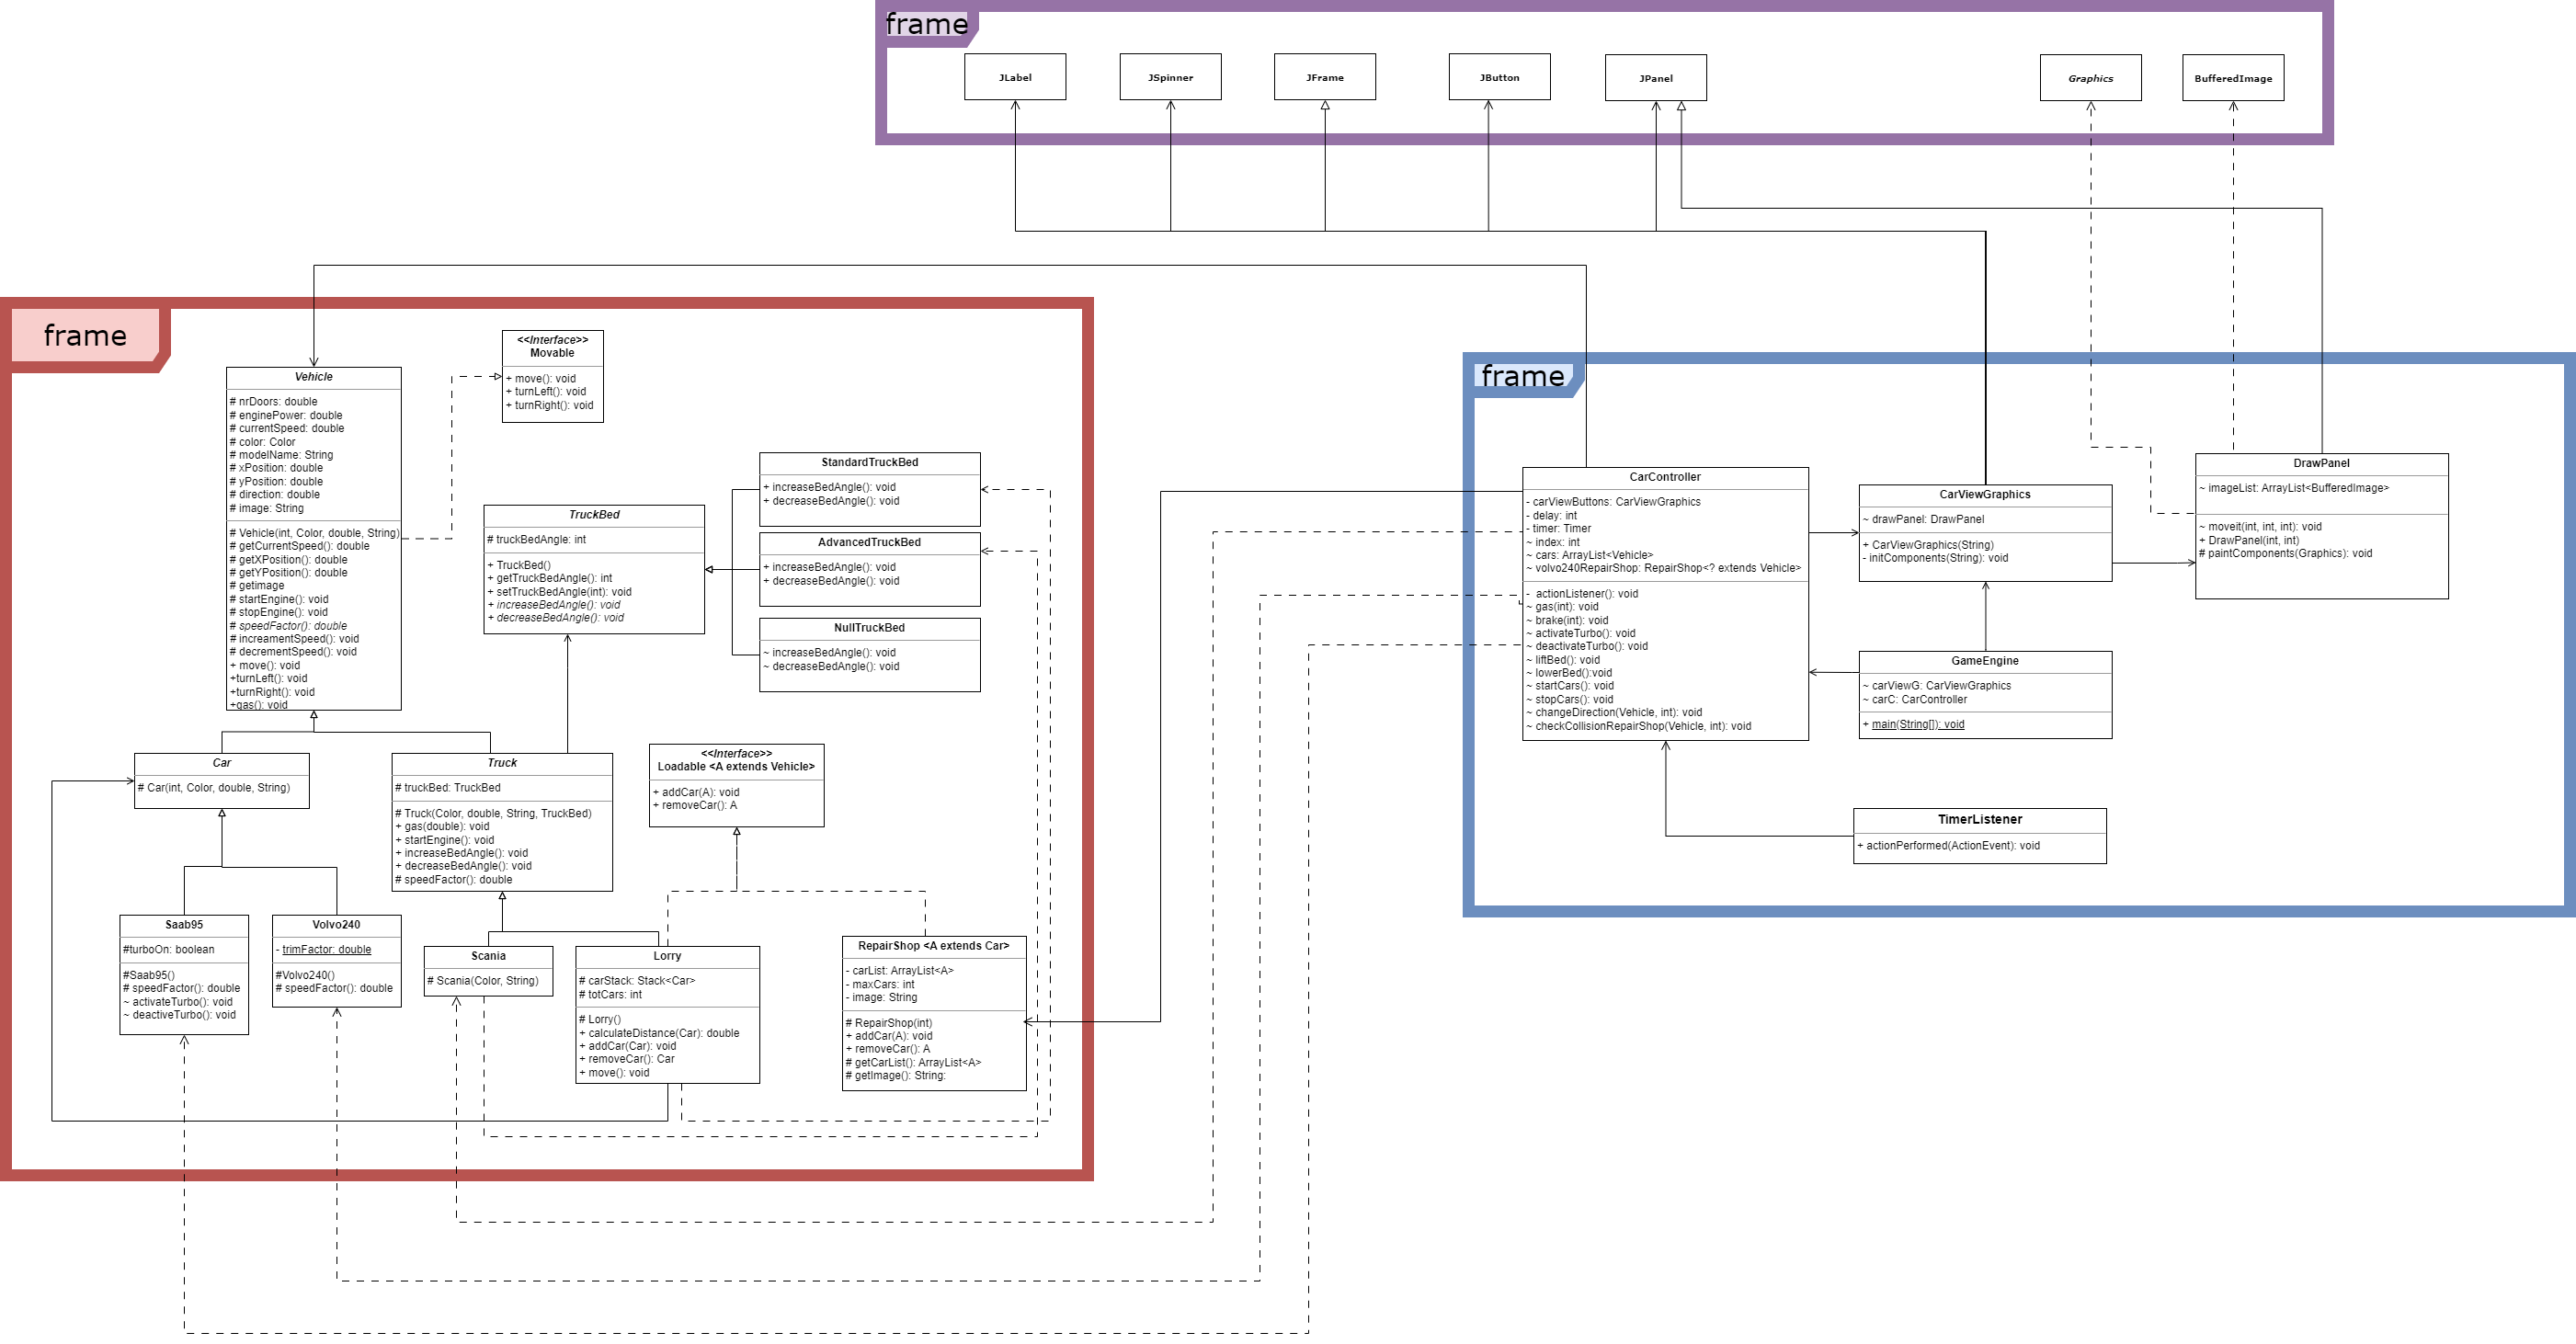 frame
JLabel
JSpinner
JFrame
JButton
JPanel
Graphics
BufferedImage
frame
<<Interface>>
Movable
+ move(): void
+ turnLeft(): void
+ turnRight(): void
Vehicle
# nrDoors: double
# enginePower: double
# currentSpeed: double
# color: Color
# modelName: String
# xPosition: double
# yPosition: double
# direction: double
# image: String
# Vehicle(int, Color, double, String)
# getCurrentSpeed(): double
# getXPosition(): double
# getYPosition(): double
# getimage
# startEngine(): void
# stopEngine(): void
# speedFactor(): double
# increamentSpeed(): void
# decrementSpeed(): void
+ move(): void
+turnLeft(): void
+turnRight(): void
+gas(): void
TruckBed
# truckBedAngle: int
+ TruckBed()
+ getTruckBedAngle(): int
+ setTruckBedAngle(int): void
+ increaseBedAngle(): void
+ decreaseBedAngle(): void
StandardTruckBed
+ increaseBedAngle(): void
+ decreaseBedAngle(): void
AdvancedTruckBed
+ increaseBedAngle(): void
+ decreaseBedAngle(): void
NullTruckBed
~ increaseBedAngle(): void
~ decreaseBedAngle(): void
Car
# Car(int, Color, double, String)
Truck
# truckBed: TruckBed
# Truck(Color, double, String, TruckBed)
+ gas(double): void
+ startEngine(): void
+ increaseBedAngle(): void
+ decreaseBedAngle(): void
# speedFactor(): double
<<Interface>>
Loadable <A extends Vehicle>
+ addCar(A): void
+ removeCar(): A
Saab95
#turboOn: boolean
#Saab95()
# speedFactor(): double
~ activateTurbo(): void
~ deactiveTurbo(): void
Volvo240
- trimFactor: double
#Volvo240()
# speedFactor(): double
Scania
# Scania(Color, String)
Lorry
# carStack: Stack<Car>
# totCars: int
# Lorry()
+ calculateDistance(Car): double
+ addCar(Car): void
+ removeCar(): Car
+ move(): void
RepairShop <A extends Car>
- carList: ArrayList<A>
- maxCars: int
- image: String
# RepairShop(int)
+ addCar(A): void
+ removeCar(): A
# getCarList(): ArrayList<A>
# getImage(): String:
frame
CarController
- carViewButtons: CarViewGraphics
- delay: int
- timer: Timer
~ index: int
~ cars: ArrayList<Vehicle>
~ volvo240RepairShop: RepairShop<? extends Vehicle>
- actionListener(): void
~ gas(int): void
~ brake(int): void
~ activateTurbo(): void
~ deactivateTurbo(): void
~ liftBed(): void
~ lowerBed():void
~ startCars(): void
~ stopCars(): void
~ changeDirection(Vehicle, int): void
~ checkCollisionRepairShop(Vehicle, int): void
CarViewGraphics
~ drawPanel: DrawPanel
+ CarViewGraphics(String)
- initComponents(String): void
DrawPanel
~ imageList: ArrayList<BufferedImage>
~ moveit(int, int, int): void
+ DrawPanel(int, int)
# paintComponents(Graphics): void
GameEngine
~ carViewG: CarViewGraphics
~ carC: CarController
+ main(String[]): void
TimerListener
+ actionPerformed(ActionEvent): void